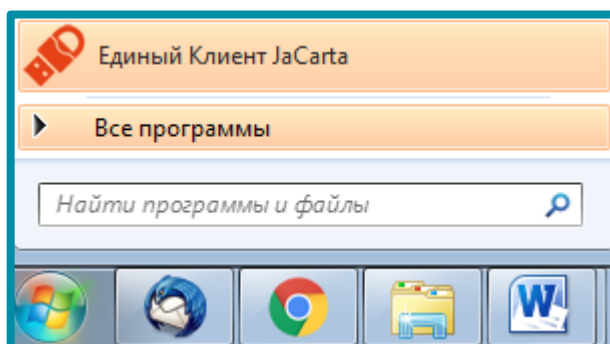 Единый Клиент JaCarta
Все программы
Найти программы и файлы